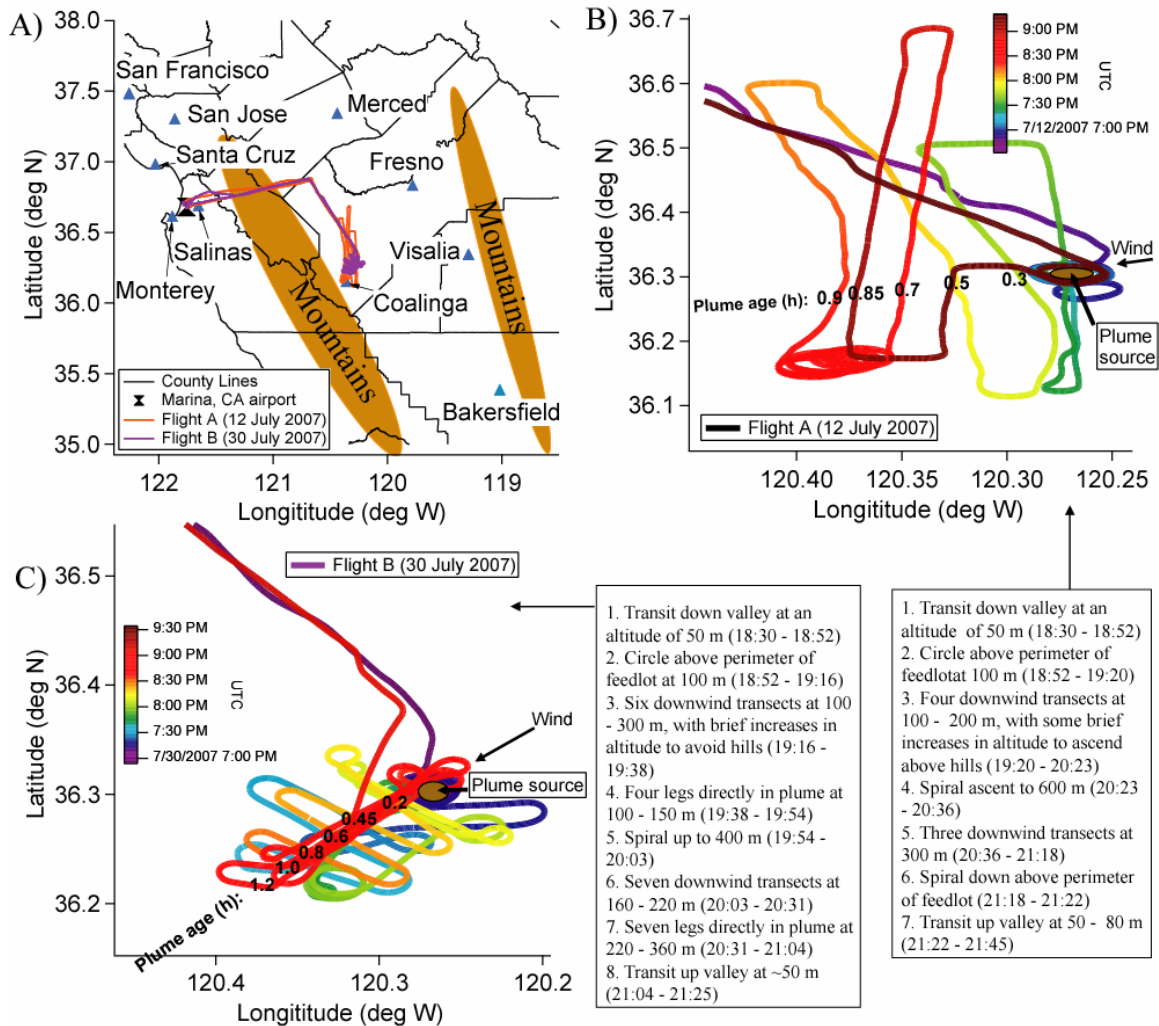 A)
38.0
37.5
37.0
36.5
36.0
35.5
35.0
Latitude (deg N)
San Francisco
San Jose
Merced
Santa Cruz
Fresno
Salinas
Visalia
Monterey
Coalinga
Mountains
Mountains
Bakersfield
County Lines
Marina, CA airport
Flight A (12 July 2007)
Flight B (30 July 2007)
122
121
120
119
Longititude (deg W)
B)
36.7
36.6
36.5
36.4
36.3
36.2
36.1
Latitude (deg N)
9:00 PM
8:30 PM
8:00 PM
7:30 PM
7/12/2007 7:00 PM
UTC
Wind
Plume age (h):
0.9
0.85
0.7
0.5
0.3
Plume
source
Flight A (12 July 2007)
120.40
120.35
120.30
120.25
Longititude (deg W)
C)
36.5
36.4
36.3
36.2
Latitude (deg N)
Flight B (30 July 2007)
9:30 PM
9:00 PM
8:30 PM
8:00 PM
7:30 PM
7/30/2007 7:00 PM
UTC
Wind
Plume source
0.2
0.45
0.6
0.8
1.0
1.2
Plume age (h):
120.4
120.3
120.2
Longititude (deg W)
1. Transit down valley at an
altitude of 50 m (18:30 - 18:52)
2. Circle above perimeter of
feedlot at 100 m (18:52 - 19:16)
3. Six downwind transects at 100
- 300 m, with brief increases in
altitude to avoid hills (19:16 -
19:38)
4. Four legs directly in plume at
100 - 150 m (19:38 - 19:54)
5. Spiral up to 400 m (19:54 -
20:03)
6. Seven downwind transects at
160 - 220 m (20:03 - 20:31)
7. Seven legs directly in plume at
220 - 360 m (20:31 - 21:04)
8. Transit up valley at ~50 m
(21:04 - 21:25)
1. Transit down valley at an
altitude of 50 m (18:30 - 18:52)
2. Circle above perimeter of
feedlotat 100 m (18:52 - 19:20)
3. Four downwind transects at
100 - 200 m, with some brief
increases in altitude to ascend
above hills (19:20 - 20:23)
4. Spiral ascent to 600 m (20:23
- 20:36)
5. Three downwind transects at
300 m (20:36 - 21:18)
6. Spiral down above perimeter
of feedlot (21:18 - 21:22)
7. Transit up valley at 50 - 80 m
(21:22 - 21:45)